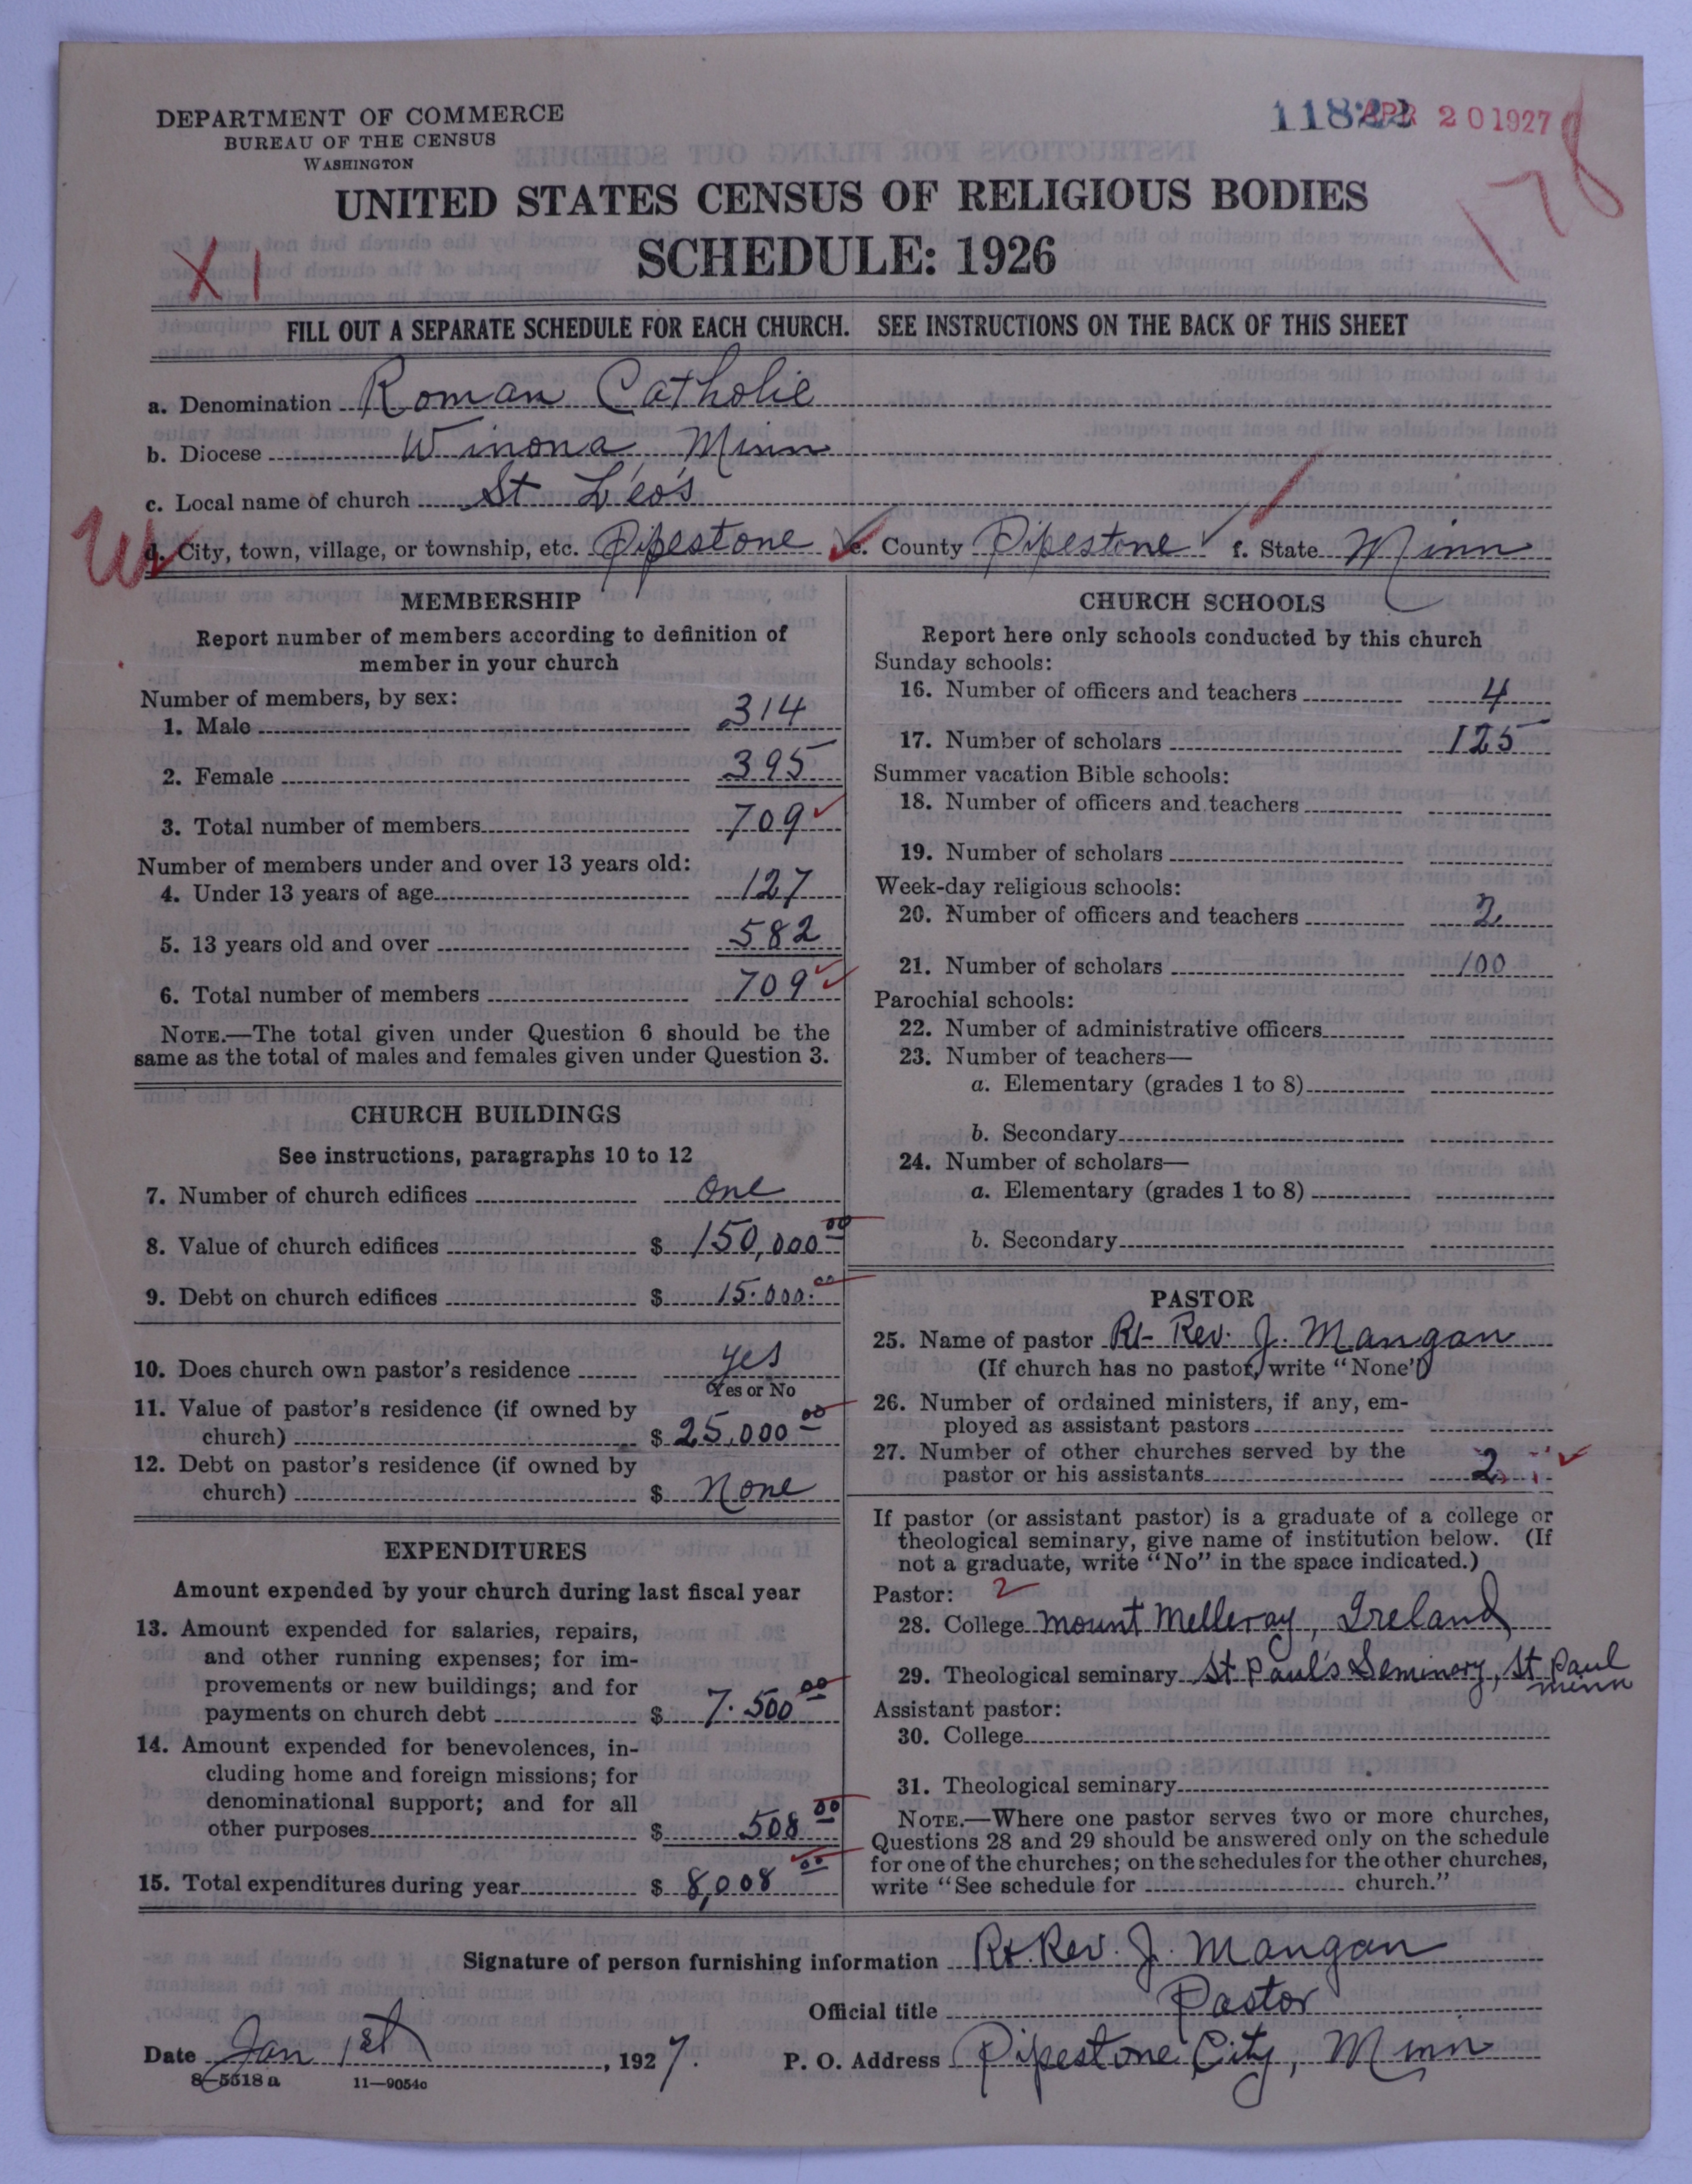 DEPARTMENT OF COMMERCE
BUREAU OF THE CENSUS
WASHINGTON
APR 20 1927
178
UNITED STATES CENSUS OF RELIGIOUS BODIES
SCHEDULE: 1926
XI
FILL OUT A SEPARATE SCHEDULE FOR EACH CHURCH. SEE INSTRUCTIONS ON THE BACK OF THIS SHEET
a. Denomination Roman Catholic
b. Diocese Winona, Minn
c. Local name of church St Leo's
d. City, town, village, or township, etc. Pipestone e. County Pipestone f. State Minn
MEMBERSHIP
Report number of members according to definition of
member in your church
Number of members, by sex:
1. Male 314
2. Female 395
3. Total number of members 709
Number of members under and over 13 years old:
4. Under 13 years of age 127
5. 13 years old and over 582
6. Total number of members 709
NOTE.—The total given under Question 6 should be the
same as the total of males and females given under Question 3.
CHURCH BUILDINGS
See instructions, paragraphs 10 to 12
7. Number of church edifices one
8. Value of church edifices $ 150,000 00
9. Debt on church edifices $ 15.000. 00
10. Does church own pastor's residence yes
Yes or No
11. Value of pastor's residence (if owned by
church) $ 25,000 00
12. Debt on pastor's residence (if owned by
church) $ None
EXPENDITURES
Amount expended by your church during last fiscal year
13. Amount expended for salaries, repairs,
and other running expenses; for im-
provements or new buildings; and for
payments on church debt $ 7.500 00
14. Amount expended for benevolences, in-
cluding home and foreign missions; for
denominational support; and for all
other purposes $ 508 00
15. Total expenditures during year $ 8,008 00
CHURCH SCHOOLS
Report here only schools conducted by this church
Sunday schools:
16. Number of officers and teachers 4
17. Number of scholars 125
Summer vacation Bible schools:
18. Number of officers and teachers
19. Number of scholars
Week-day religious schools:
20. Number of officers and teachers 2
21. Number of scholars 100
Parochial schools:
22. Number of administrative officers
23. Number of teachers—
a. Elementary (grades 1 to 8)
b. Secondary
24. Number of scholars—
a. Elementary (grades 1 to 8)
b. Secondary
PASTOR
25. Name of pastor Rt Rev. J. Mangan
(If church has no pastor, write "None")
26. Number of ordained ministers, if any, em-
ployed as assistant pastors
27. Number of other churches served by the
pastor or his assistants 2
If pastor (or assistant pastor) is a graduate of a college or
theological seminary, give name of institution below. (If
not a graduate, write "No" in the space indicated.)
Pastor: 2
28. College Mount Melleray, Ireland
29. Theological seminary St Paul's Seminery, St Paul
Minn
Assistant pastor:
30. College
31. Theological seminary
NOTE.—Where one pastor serves two or more churches,
Questions 28 and 29 should be answered only on the schedule
for one of the churches; on the schedules for the other churches,
write "See schedule for church."
Signature of person furnishing information Rt. Rev. J. Mangan
Official title Pastor
Date Jan 1st, 1927. P. O. Address Pipestone City, Minn
8—5518 a 11—9054c